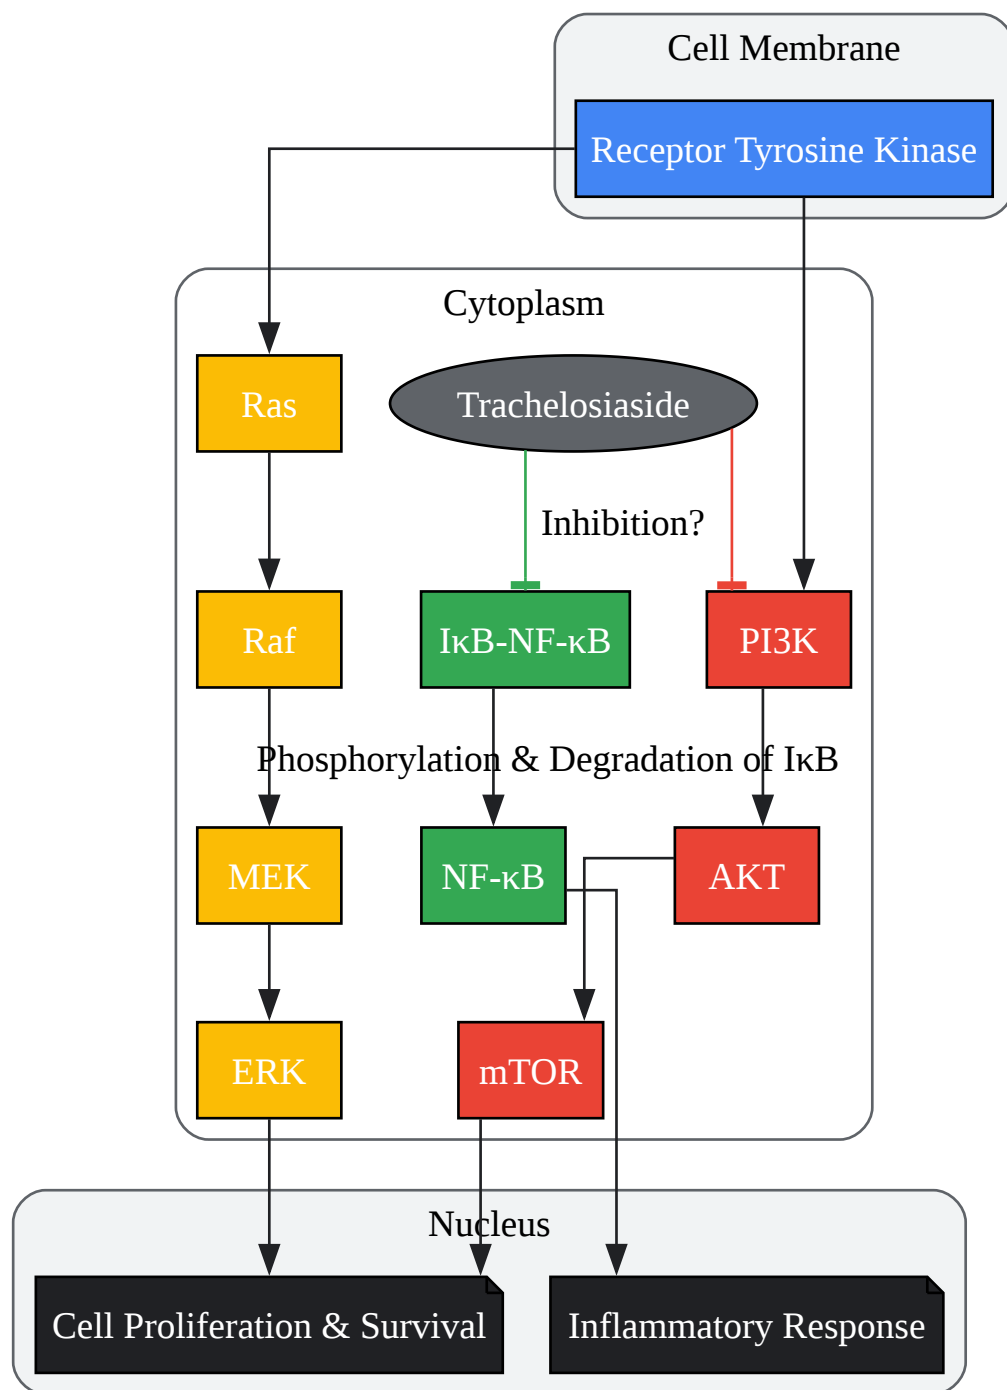 Cell Membrane
Receptor Tyrosine Kinase
Cytoplasm
Ras
Trachelosiaside
Inhibition?
Raf
IκB-NF-κB
PI3K
Phosphorylation & Degradation of IκB
MEK
NF-κB
AKT
ERK
mTOR
Nucleus
Cell Proliferation & Survival
Inflammatory Response